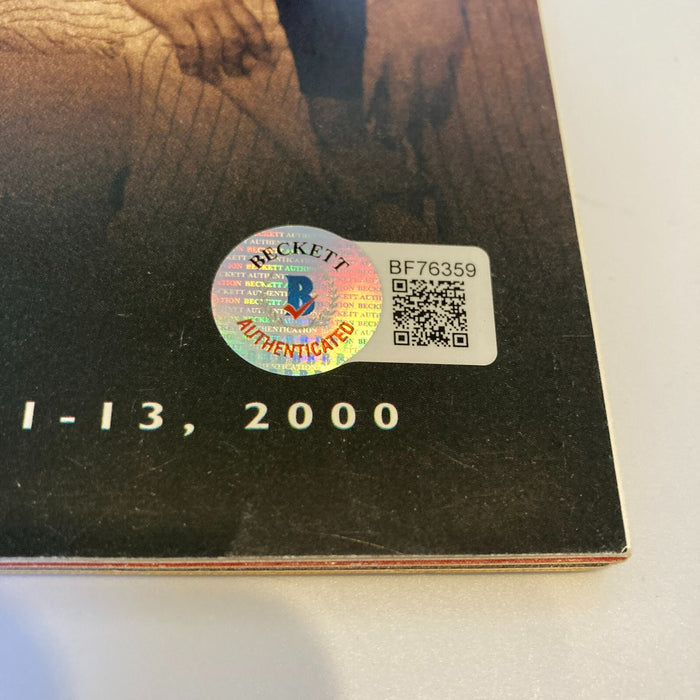 BECKETT
B
AUTHENTICATED
BF76359
1-13, 2000